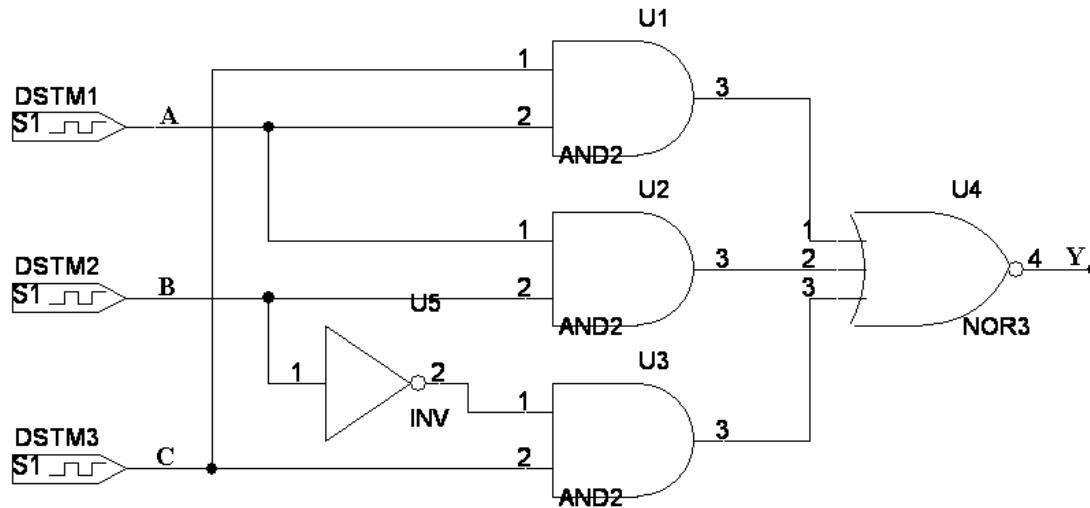 U1
1
3
DSTM1
S1
A
2
AND2
U2
U4
1
1
DSTM2
S1
B
2
3
2
4
Y
3
U5
AND2
NOR3
U3
1
2
1
INV
3
DSTM3
S1
C
2
AND2